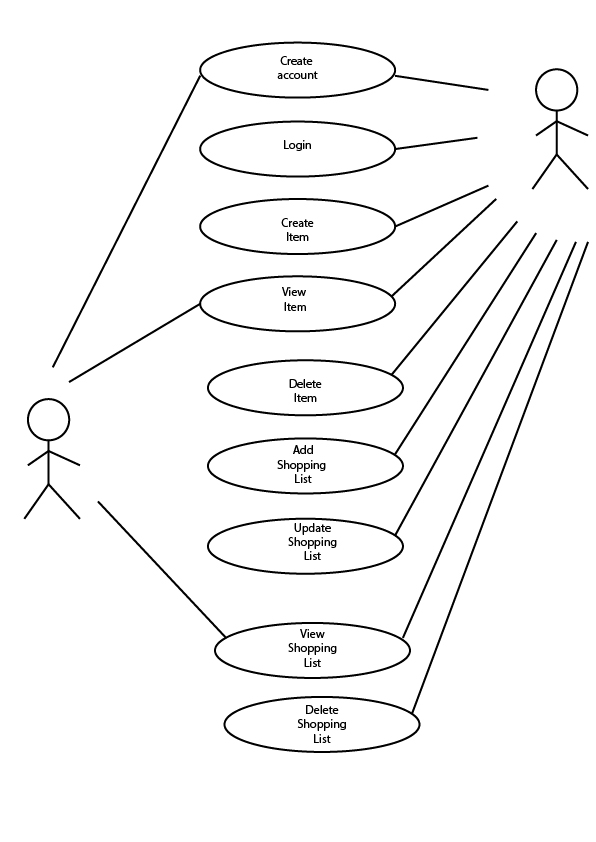 Create
account
Login
Create
Item
View
Item
Delete
Item
Add
Shopping
List
Update
Shopping
List
View
Shopping
List
Delete
Shopping
List